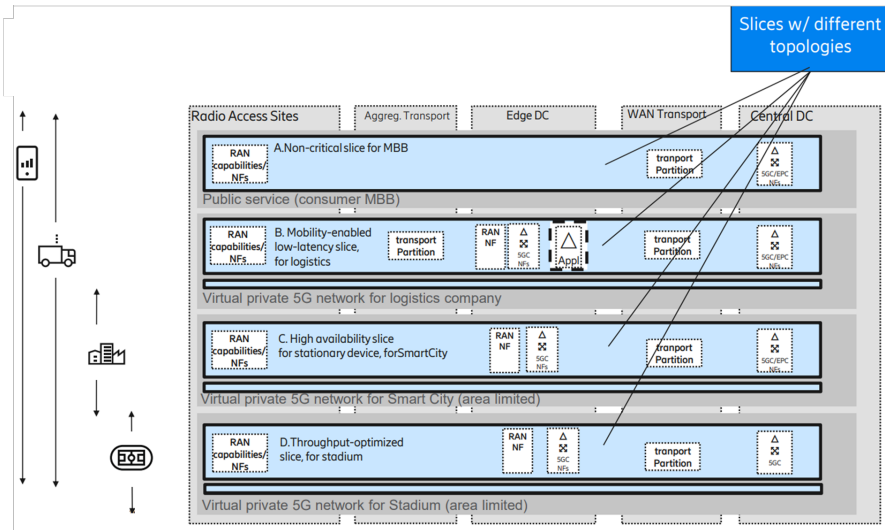 Slices w/ different
topologies
Radio Access Sites
Aggreg. Transport
Edge DC
WAN Transport
Central DC
RAN
capabilities/
NFs
A.Non-critical slice for MBB
tranport
Partition
5GC/EPC
NFs
Public service (consumer MBB)
RAN
capabilities/
NFs
B. Mobility-enabled
low-latency slice,
for logistics
transport
Partition
RAN
NF
5GC
NFs
Appl
tranport
Partition
5GC/EPC
NFs
Virtual private 5G network for logistics company
RAN
capabilities/
NFs
C. High availability slice
for stationary device, forSmartCity
RAN
NF
5GC
NFs
tranport
Partition
5GC/EPC
NFs
Virtual private 5G network for Smart City (area limited)
RAN
capabilities/
NFs
D.Throughput-optimized
slice, for stadium
RAN
NF
5GC
NFs
tranport
Partition
5GC
Virtual private 5G network for Stadium (area limited)